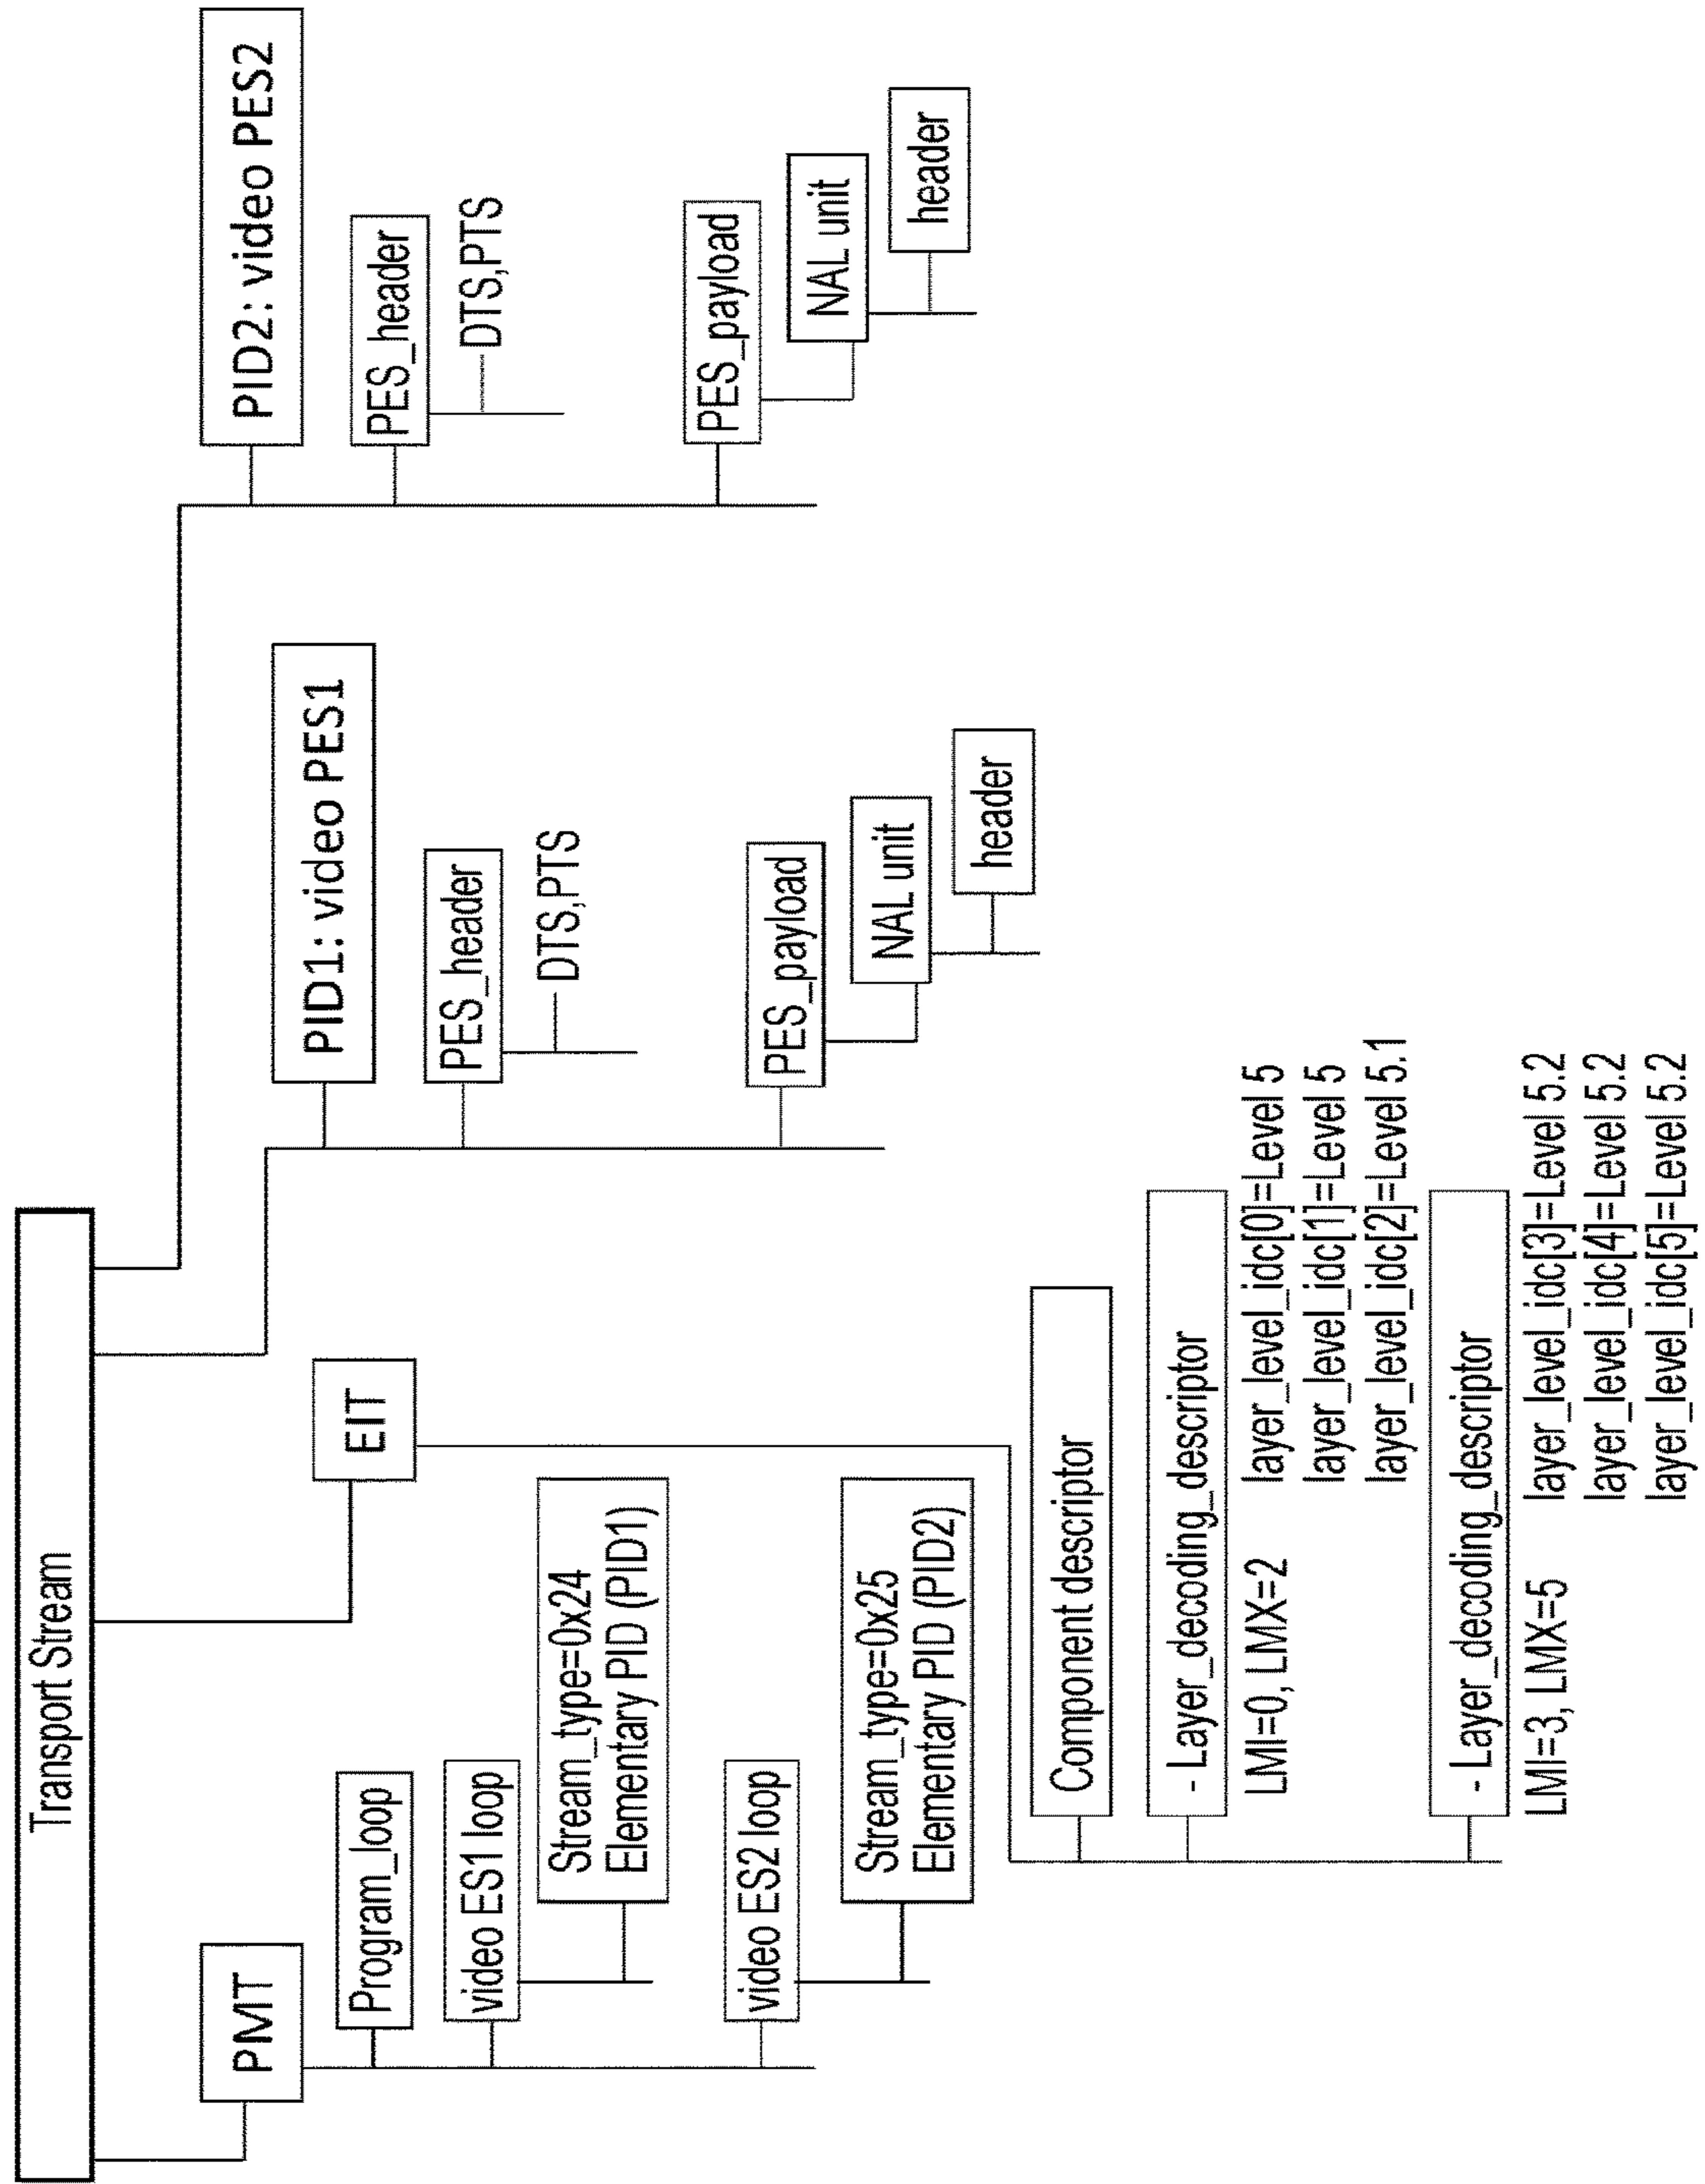 Transport Stream
PMT
Program_loop
video ES1 loop
Stream_type=0x24
Elementary PID (PID1)
video ES2 loop
Stream_type=0x25
Elementary PID (PID2)
EIT
Component descriptor
- Layer_decoding_descriptor
LMI=0, LMX=2
layer_level_idc[0]=Level 5
layer_level_idc[1]=Level 5
layer_level_idc[2]=Level 5.1
- Layer_decoding_descriptor
LMI=3, LMX=5
layer_level_idc[3]=Level 5.2
layer_level_idc[4]=Level 5.2
layer_level_idc[5]=Level 5.2
PID1: video PES1
PES_header
DTS,PTS
PES_payload
NAL unit
header
PID2: video PES2
PES_header
DTS,PTS
PES_payload
NAL unit
header